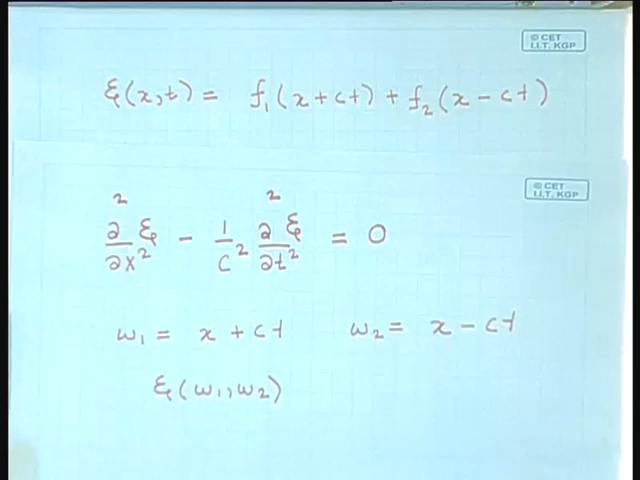 © CET
I.I.T. KGP
ξ(x,t) = f₁(x+ct) + f₂(x-ct)
© CET
I.I.T. KGP
∂²ξ/∂x² - 1/c² ∂²ξ/∂t² = 0
ω₁ = x + ct ω₂ = x - ct
ξ(ω₁,ω₂)